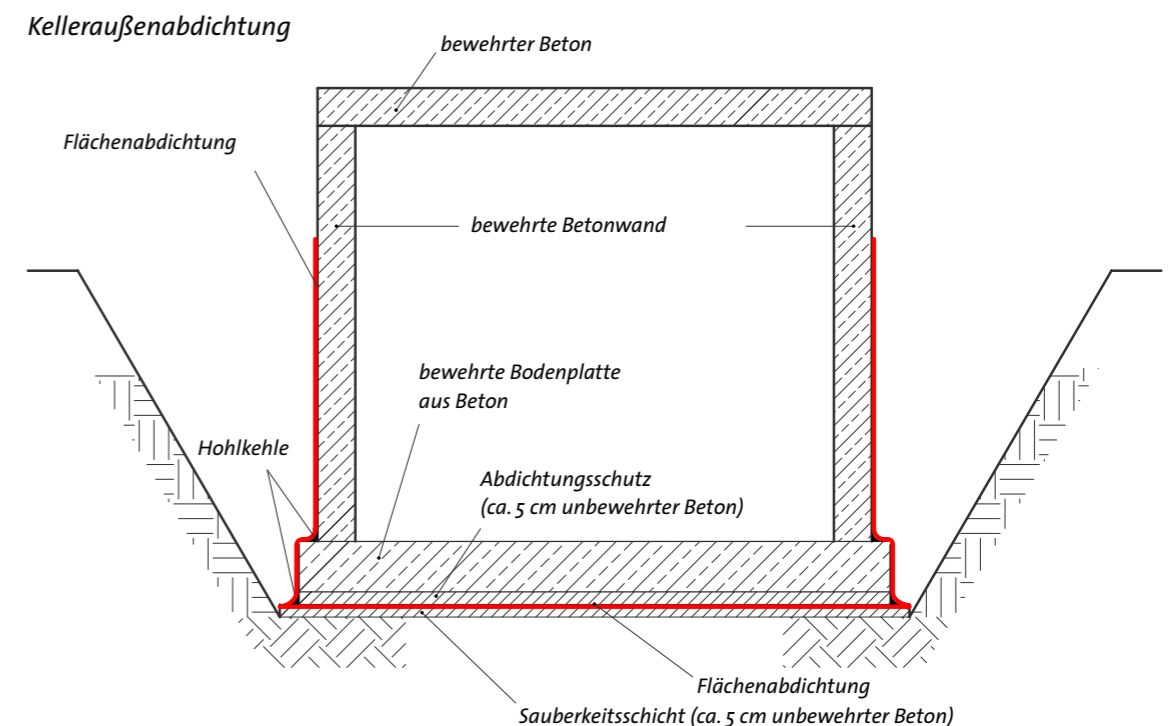 Kelleraußenabdichtung
bewehrter Beton
Flächenabdichtung
bewehrte Betonwand
bewehrte Bodenplatte
aus Beton
Hohlkehle
Abdichtungsschutz
(ca. 5 cm unbewehrter Beton)
Flächenabdichtung
Sauberkeitsschicht (ca. 5 cm unbewehrter Beton)